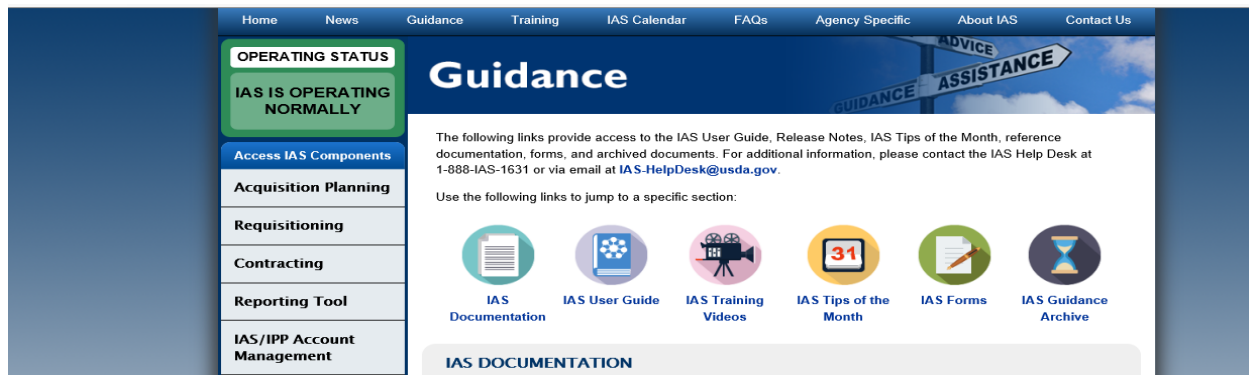 Home News Guidance Training IAS Calendar FAQs Agency Specific About IAS Contact Us
OPERATING STATUS
IAS IS OPERATING
NORMALLY
Guidance
ADVICE
ASSISTANCE
GUIDANCE
Access IAS Components
Acquisition Planning
Requisitioning
Contracting
Reporting Tool
IAS/IPP Account
Management
The following links provide access to the IAS User Guide, Release Notes, IAS Tips of the Month, reference
documentation, forms, and archived documents. For additional information, please contact the IAS Help Desk at
1-888-IAS-1631 or via email at IAS-HelpDesk@usda.gov.
Use the following links to jump to a specific section:
31
IAS
Documentation
IAS User Guide
IAS Training
Videos
IAS Tips of the
Month
IAS Forms
IAS Guidance
Archive
IAS DOCUMENTATION